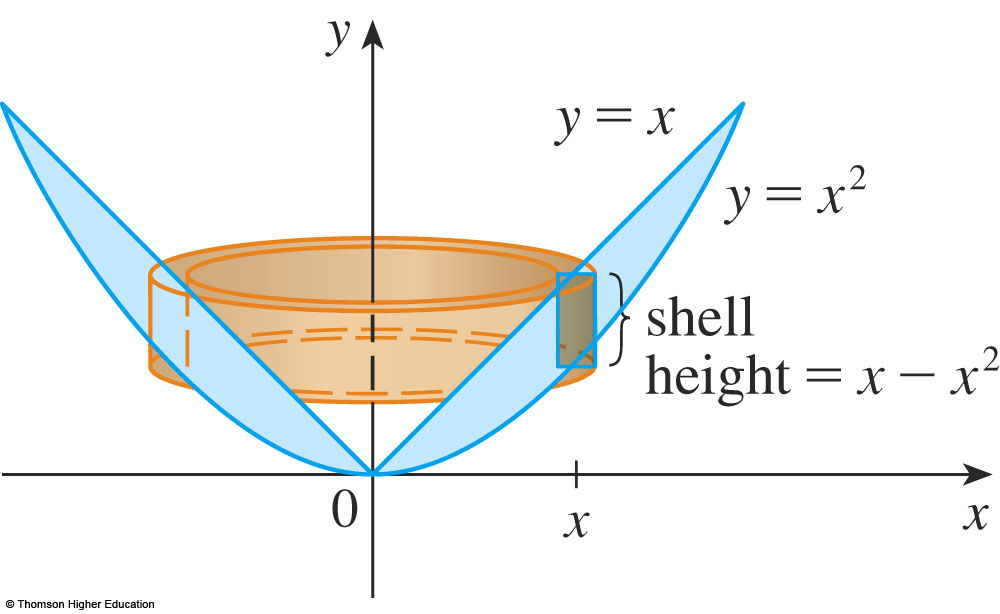 y
y = x
y = x²
shell
height = x − x²
0
x
x
© Thomson Higher Education